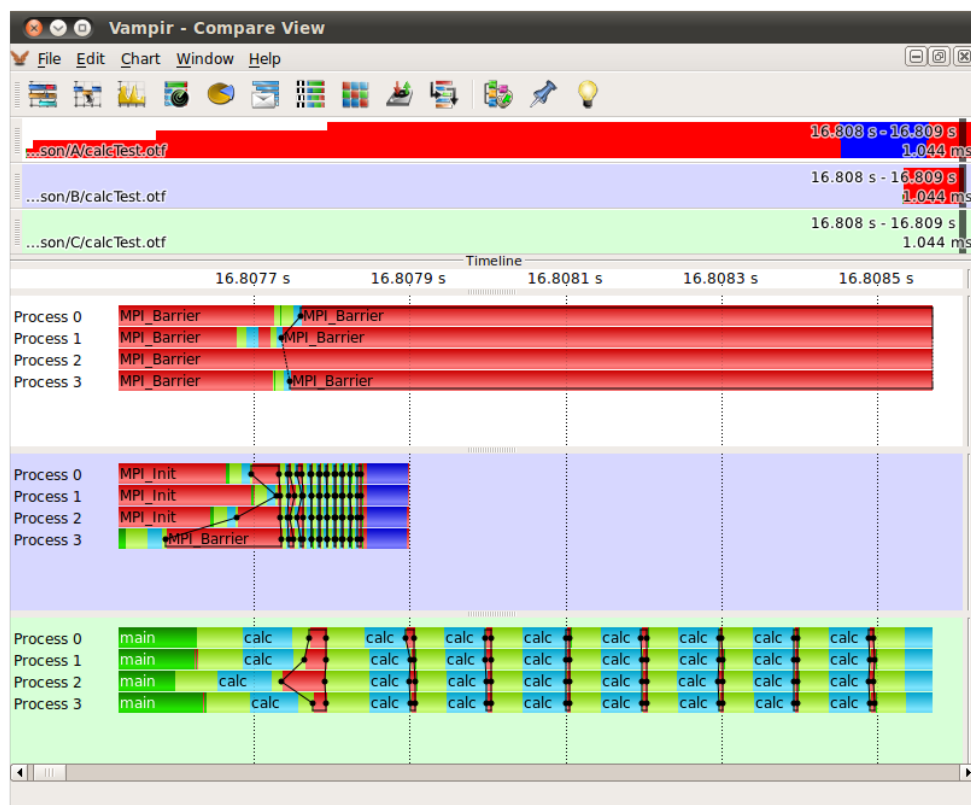 Vampir - Compare View
File Edit Chart Window Help
16.808 s - 16.809 s
...son/A/calcTest.otf 1.044 ms
16.808 s - 16.809 s
...son/B/calcTest.otf 1.044 ms
16.808 s - 16.809 s
...son/C/calcTest.otf 1.044 ms
Timeline
16.8077 s 16.8079 s 16.8081 s 16.8083 s 16.8085 s
Process 0 MPI_Barrier MPI_Barrier
Process 1 MPI_Barrier MPI_Barrier
Process 2 MPI_Barrier
Process 3 MPI_Barrier MPI_Barrier
Process 0 MPI_Init
Process 1 MPI_Init
Process 2 MPI_Init
Process 3 MPI_Barrier
Process 0 main calc calc calc calc calc calc calc calc
Process 1 main calc calc calc calc calc calc calc calc
Process 2 main calc calc calc calc calc calc calc calc
Process 3 main calc calc calc calc calc calc calc calc